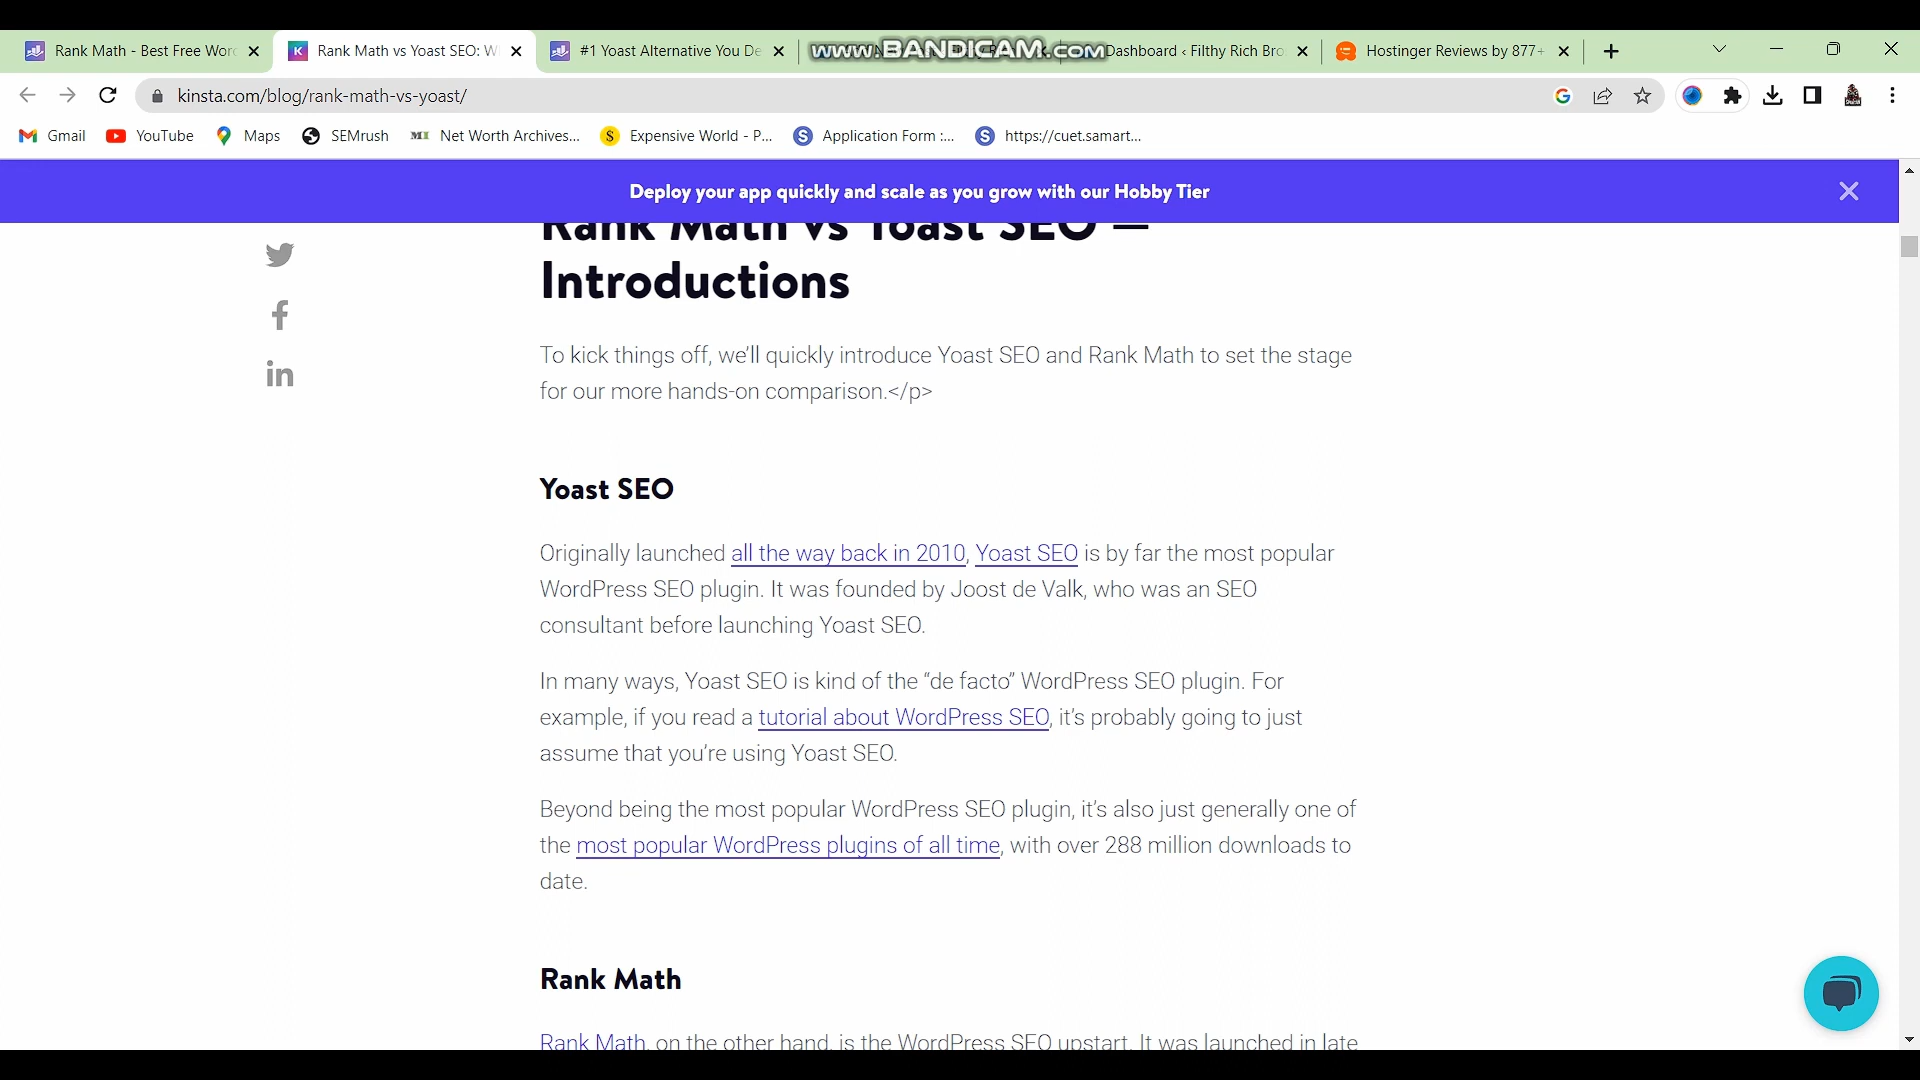 Rank Math - Best Free Wor
Rank Math vs Yoast SEO: W
#1 Yoast Alternative You De
www.BANDICAM.com
Dashboard ‹ Filthy Rich Bro
Hostinger Reviews by 877+
kinsta.com/blog/rank-math-vs-yoast/
Gmail
YouTube
Maps
SEMrush
Net Worth Archives...
Expensive World - P...
Application Form :...
https://cuet.samart...
Deploy your app quickly and scale as you grow with our Hobby Tier
Rank Math vs Yoast SEO —
Introductions
To kick things off, we’ll quickly introduce Yoast SEO and Rank Math to set the stage
for our more hands-on comparison.</p>
Yoast SEO
Originally launched all the way back in 2010, Yoast SEO is by far the most popular
WordPress SEO plugin. It was founded by Joost de Valk, who was an SEO
consultant before launching Yoast SEO.
In many ways, Yoast SEO is kind of the “de facto” WordPress SEO plugin. For
example, if you read a tutorial about WordPress SEO, it’s probably going to just
assume that you’re using Yoast SEO.
Beyond being the most popular WordPress SEO plugin, it’s also just generally one of
the most popular WordPress plugins of all time, with over 288 million downloads to
date.
Rank Math
Rank Math, on the other hand, is the WordPress SEO upstart. It was launched in late